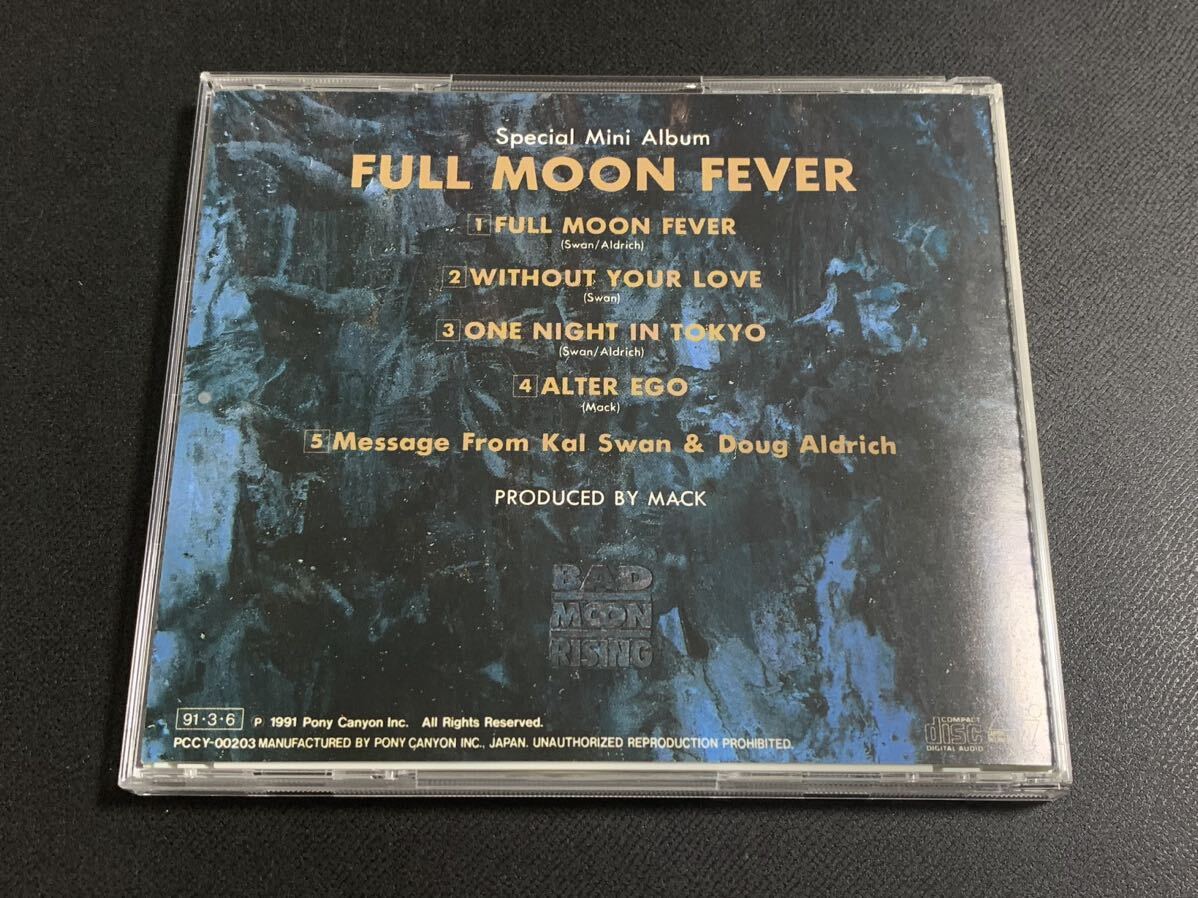 Special Mini Album
FULL MOON FEVER
1 FULL MOON FEVER
(Swan/Aldrich)
2 WITHOUT YOUR LOVE
(Swan)
3 ONE NIGHT IN TOKYO
(Swan/Aldrich)
4 ALTER EGO
(Mack)
5 Message From Kal Swan & Doug Aldrich
PRODUCED BY MACK
BAD
MOON
RISING
91·3·6 ℗ 1991 Pony Canyon Inc. All Rights Reserved.
PCCY-00203 MANUFACTURED BY PONY CANYON INC., JAPAN. UNAUTHORIZED REPRODUCTION PROHIBITED.
COMPACT
disc
DIGITAL AUDIO